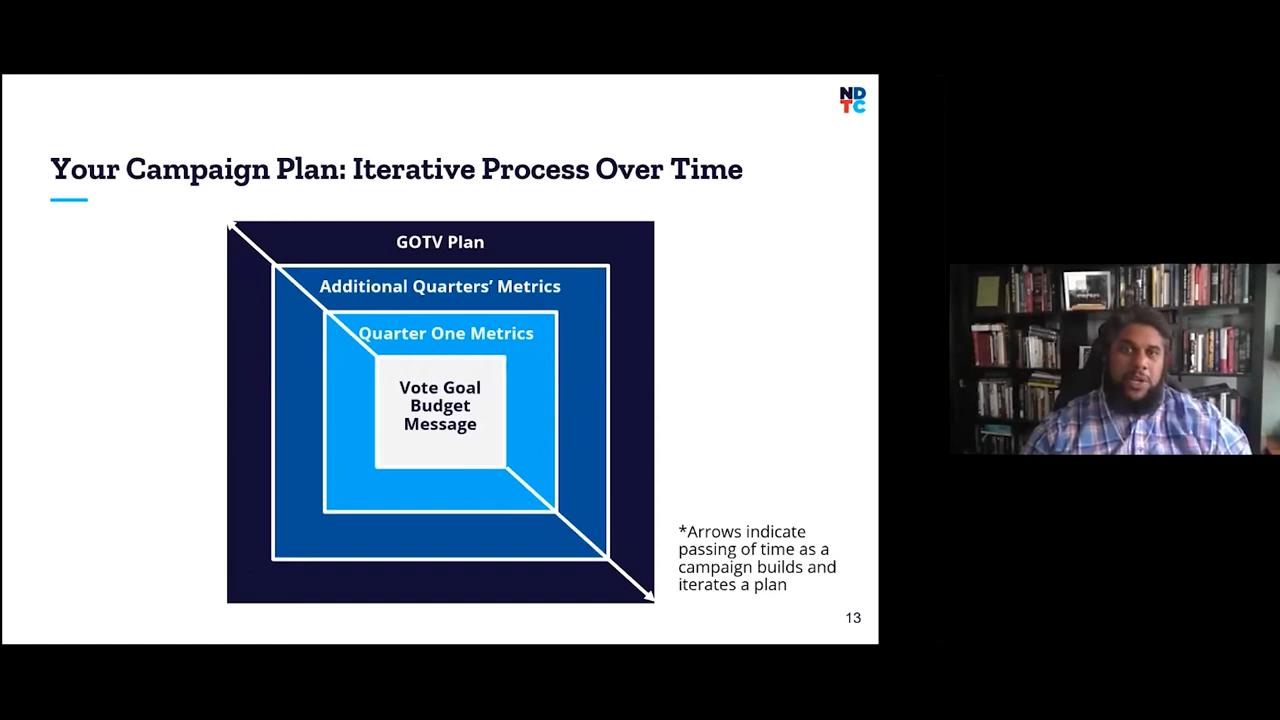 ND
TC
Your Campaign Plan: Iterative Process Over Time
GOTV Plan
Additional Quarters’ Metrics
Quarter One Metrics
Vote Goal
Budget
Message
*Arrows indicate
passing of time as a
campaign builds and
iterates a plan
13